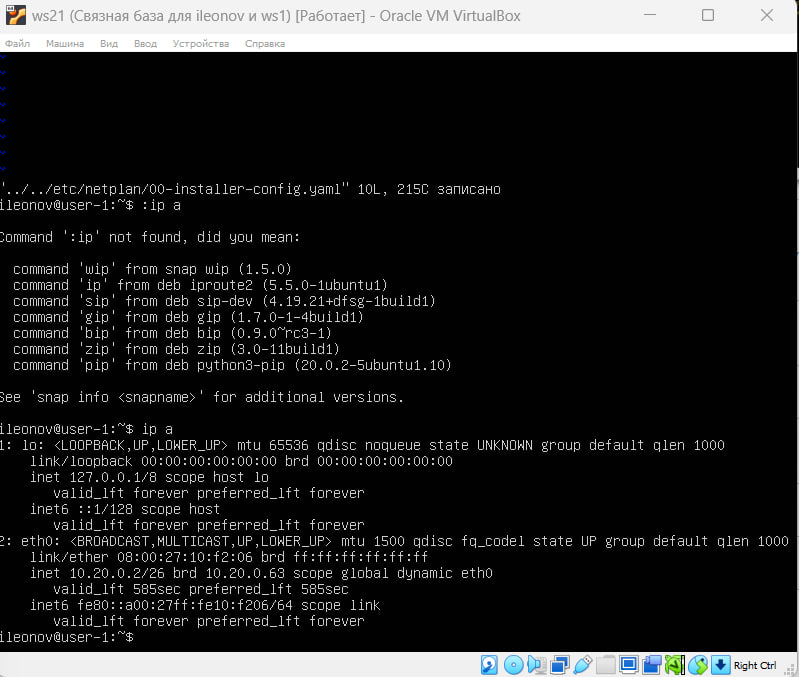 ws21 (Связная база для ileonov и ws1) [Работает] - Oracle VM VirtualBox
Файл Машина Вид Ввод Устройства Справка
~
~
~
~
~
~
~
~
"../../etc/netplan/00-installer-config.yaml" 10L, 215C записано
ileonov@user-1:~$ :ip a
Command ':ip' not found, did you mean:
command 'wip' from snap wip (1.5.0)
command 'ip' from deb iproute2 (5.5.0-1ubuntu1)
command 'sip' from deb sip-dev (4.19.21+dfsg-1build1)
command 'gip' from deb gip (1.7.0-1-4build1)
command 'bip' from deb bip (0.9.0~rc3-1)
command 'zip' from deb zip (3.0-11build1)
command 'pip' from deb python3-pip (20.0.2-5ubuntu1.10)
See 'snap info <snapname>' for additional versions.
ileonov@user-1:~$ ip a
1: lo: <LOOPBACK,UP,LOWER_UP> mtu 65536 qdisc noqueue state UNKNOWN group default qlen 1000
link/loopback 00:00:00:00:00:00 brd 00:00:00:00:00:00
inet 127.0.0.1/8 scope host lo
valid_lft forever preferred_lft forever
inet6 ::1/128 scope host
valid_lft forever preferred_lft forever
2: eth0: <BROADCAST,MULTICAST,UP,LOWER_UP> mtu 1500 qdisc fq_codel state UP group default qlen 1000
link/ether 08:00:27:10:f2:06 brd ff:ff:ff:ff:ff:ff
inet 10.20.0.2/26 brd 10.20.0.63 scope global dynamic eth0
valid_lft 585sec preferred_lft 585sec
inet6 fe80::a00:27ff:fe10:f206/64 scope link
valid_lft forever preferred_lft forever
ileonov@user-1:~$
Right Ctrl